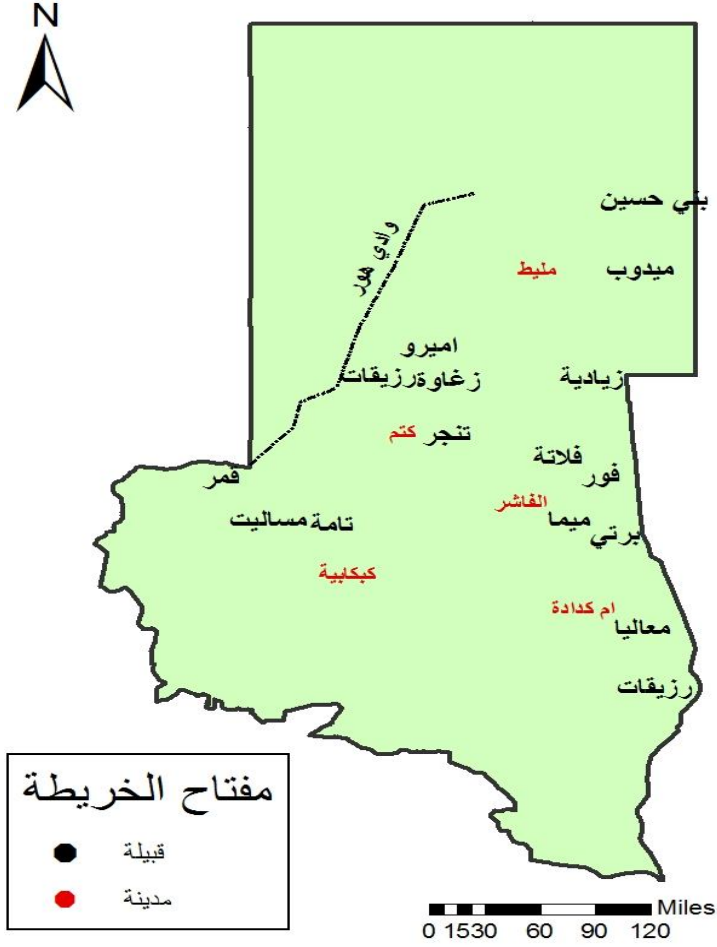 N
بني حسين
وادي هور
مليط
ميدوب
اميرو
زيادية
زغاوة
رزيقات
تنجر
كتم
فلاتة
فور
قمر
الفاشر
برتي
ميما
تامة
مساليت
كبكابية
ام كدادة
معاليا
رزيقات
مفتاح الخريطة
قبيلة
مدينة
Miles
0 15 30 60 90 120